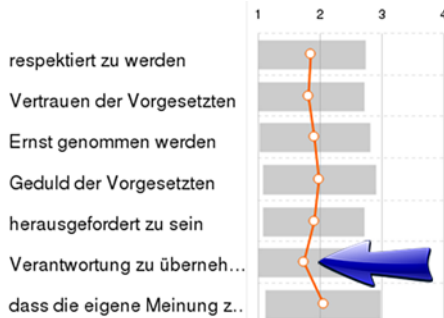 1 2 3 4
respektiert zu werden
Vertrauen der Vorgesetzten
Ernst genommen werden
Geduld der Vorgesetzten
herausgefordert zu sein
Verantwortung zu überneh...
dass die eigene Meinung z..